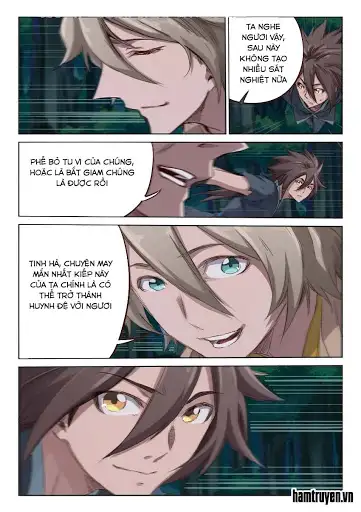 TA NGHE
NGƯƠI VẬY,
SAU NÀY
KHÔNG TẠO
NHIỀU SÁT
NGHIỆT NỮA
PHẾ BỎ TU VI CỦA CHÚNG,
HOẶC LÀ BẮT GIAM CHÚNG
LÀ ĐƯỢC RỒI
TINH HÀ, CHUYỆN MAY
MẮN NHẤT KIẾP NÀY
CỦA TA CHÍNH LÀ CÓ
THỂ TRỞ THÀNH
HUYNH ĐỆ VỚI NGƯƠI
hamtruyen.vn